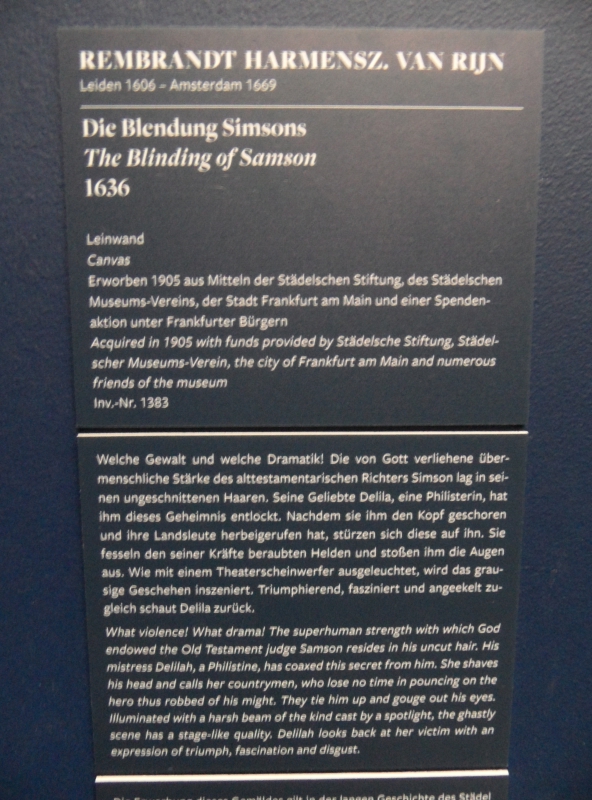 REMBRANDT HARMENSZ. VAN RIJN
Leiden 1606 – Amsterdam 1669
Die Blendung Simsons
The Blinding of Samson
1636
Leinwand
Canvas
Erworben 1905 aus Mitteln der Städelschen Stiftung, des Städelschen
Museums-Vereins, der Stadt Frankfurt am Main und einer Spenden-
aktion unter Frankfurter Bürgern
Acquired in 1905 with funds provided by Städelsche Stiftung, Städel-
scher Museums-Verein, the city of Frankfurt am Main and numerous
friends of the museum
Inv.-Nr. 1383
Welche Gewalt und welche Dramatik! Die von Gott verliehene über-
menschliche Stärke des alttestamentarischen Richters Simson lag in sei-
nen ungeschnittenen Haaren. Seine Geliebte Delila, eine Philisterin, hat
ihm dieses Geheimnis entlockt. Nachdem sie ihm den Kopf geschoren
und ihre Landsleute herbeigerufen hat, stürzen sich diese auf ihn. Sie
fesseln den seiner Kräfte beraubten Helden und stoßen ihm die Augen
aus. Wie mit einem Theaterscheinwerfer ausgeleuchtet, wird das grau-
sige Geschehen inszeniert. Triumphierend, fasziniert und angeekelt zu-
gleich schaut Delila zurück.
What violence! What drama! The superhuman strength with which God
endowed the Old Testament judge Samson resides in his uncut hair. His
mistress Delilah, a Philistine, has coaxed this secret from him. She shaves
his head and calls her countrymen, who lose no time in pouncing on the
hero thus robbed of his might. They tie him up and gouge out his eyes.
Illuminated with a harsh beam of the kind cast by a spotlight, the ghastly
scene has a stage-like quality. Delilah looks back at her victim with an
expression of triumph, fascination and disgust.
Die Erwerbung dieses Gemäldes gilt in der langen Geschichte des Städel